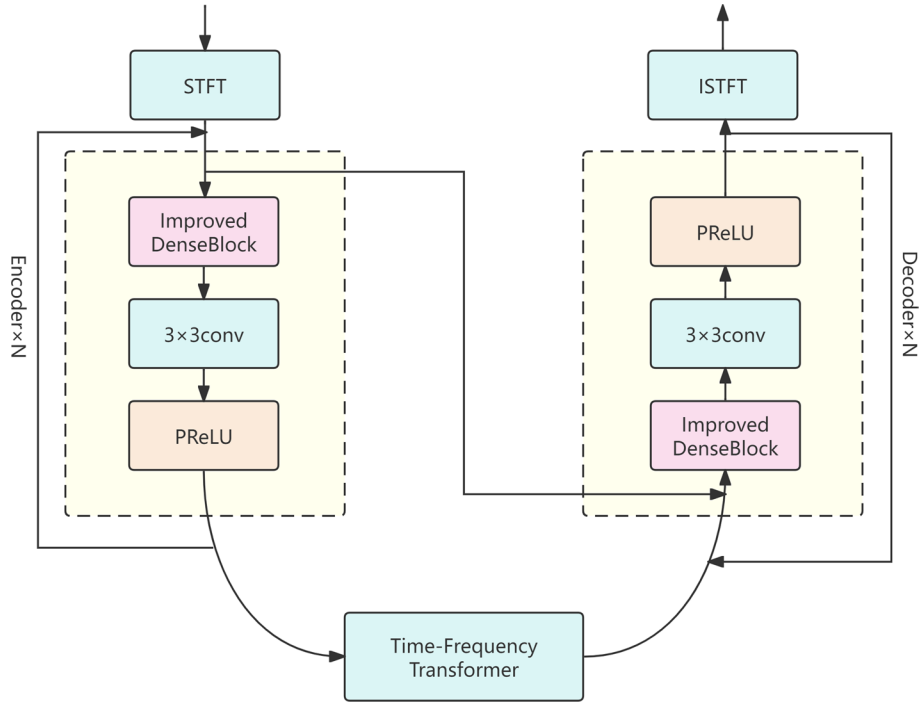 STFT
ISTFT
Encoder×N
Improved
DenseBlock
3×3conv
PReLU
PReLU
3×3conv
Improved
DenseBlock
Decoder×N
Time-Frequency
Transformer